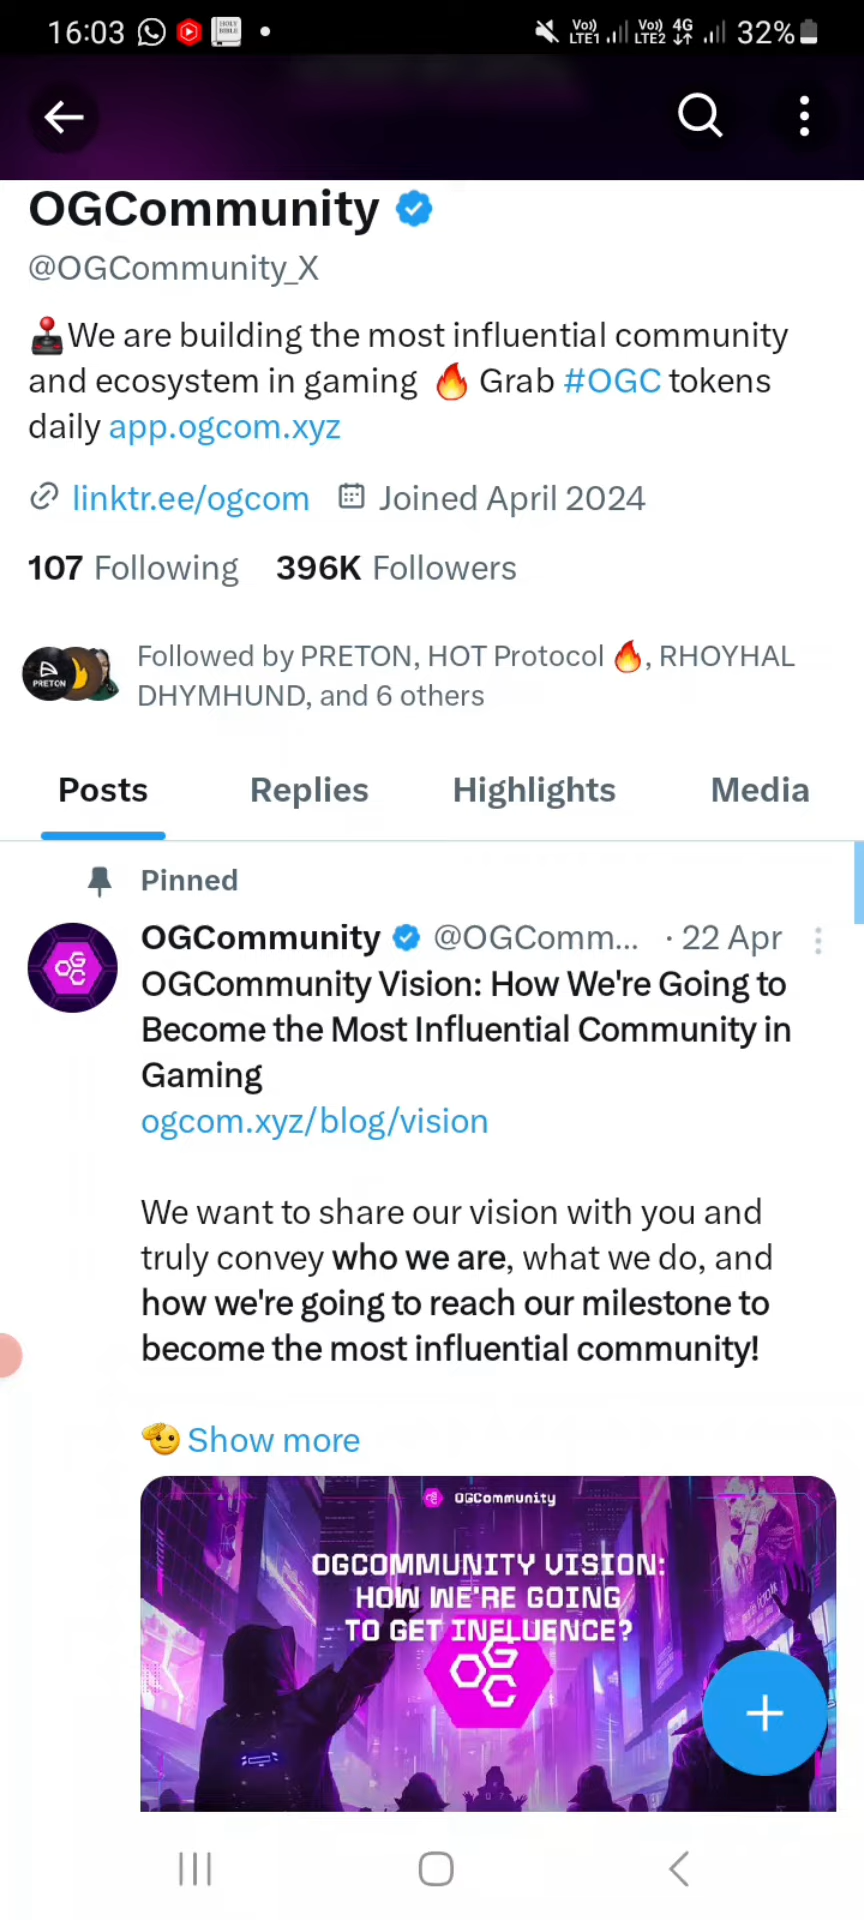 16:03 Vo)) LTE1 Vo)) LTE2 4G 32%
OGCommunity
@OGCommunity_X
🕹️We are building the most influential community
and ecosystem in gaming 🔥 Grab #OGC tokens
daily app.ogcom.xyz
linktr.ee/ogcom Joined April 2024
107 Following 396K Followers
Followed by PRETON, HOT Protocol 🔥, RHOYHAL
DHYMHUND, and 6 others
PRETON
Posts Replies Highlights Media
Pinned
OGCommunity @OGComm... · 22 Apr
OGCommunity Vision: How We're Going to
Become the Most Influential Community in
Gaming
ogcom.xyz/blog/vision
We want to share our vision with you and
truly convey who we are, what we do, and
how we're going to reach our milestone to
become the most influential community!
🫡 Show more
OGCommunity
OGCOMMUNITY VISION:
HOW WE'RE GOING
TO GET INFLUENCE?
OGC